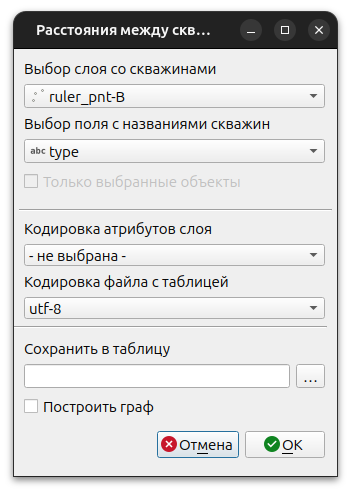 Расстояния между скв...
Выбор слоя со скважинами
ruler_pnt-B
Выбор поля с названиями скважин
abc type
Только выбранные объекты
Кодировка атрибутов слоя
- не выбрана -
Кодировка файла с таблицей
utf-8
Сохранить в таблицу
...
Построить граф
Отмена
OK